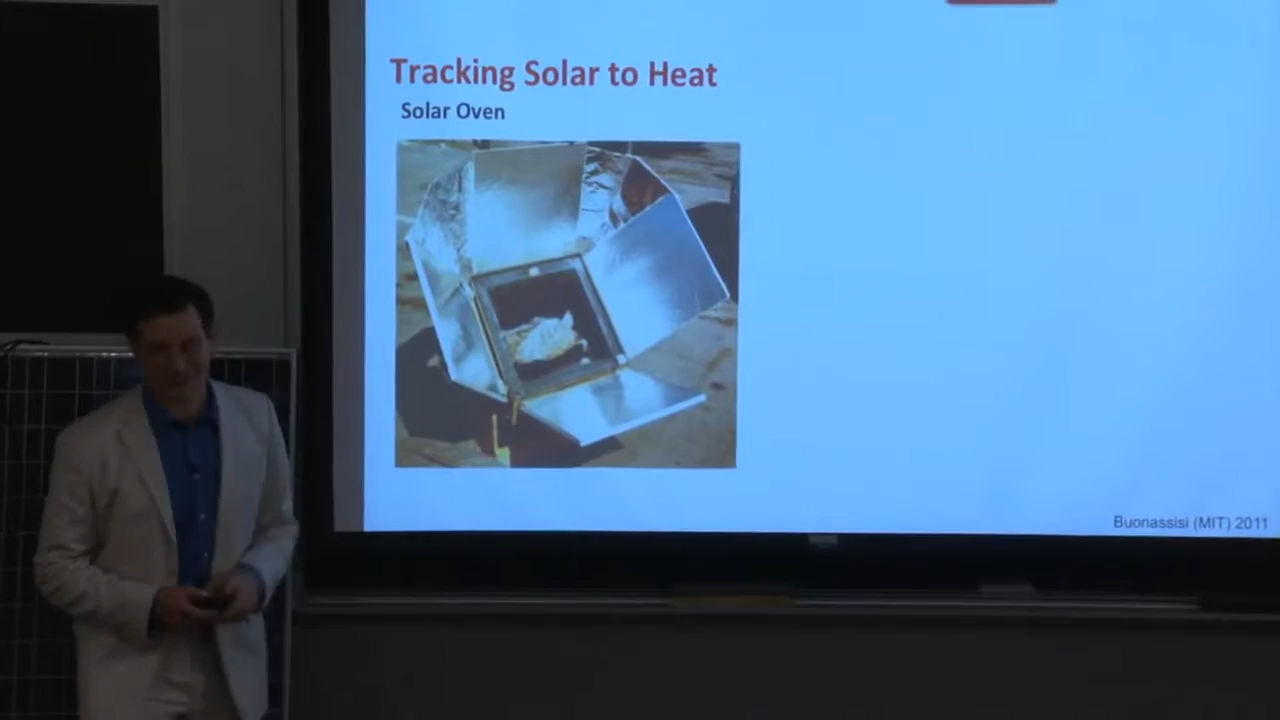 Tracking Solar to Heat
Solar Oven
Buonassisi (MIT) 2011